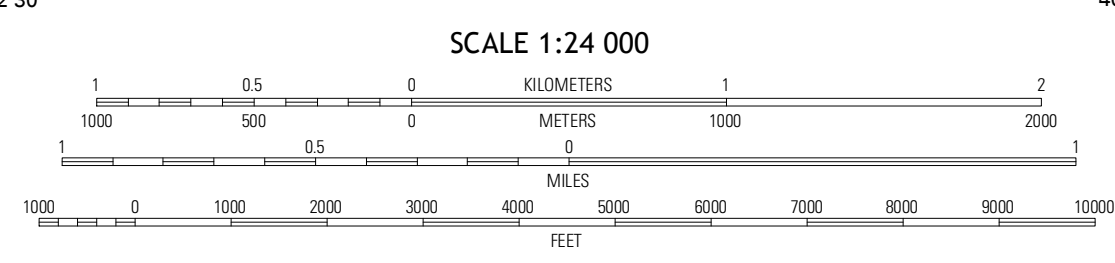 SCALE 1:24 000
1 0.5 0 KILOMETERS 1 2
1000 500 0 METERS 1000 2000
1 0.5 0 1
MILES
1000 0 1000 2000 3000 4000 5000 6000 7000 8000 9000 10000
FEET